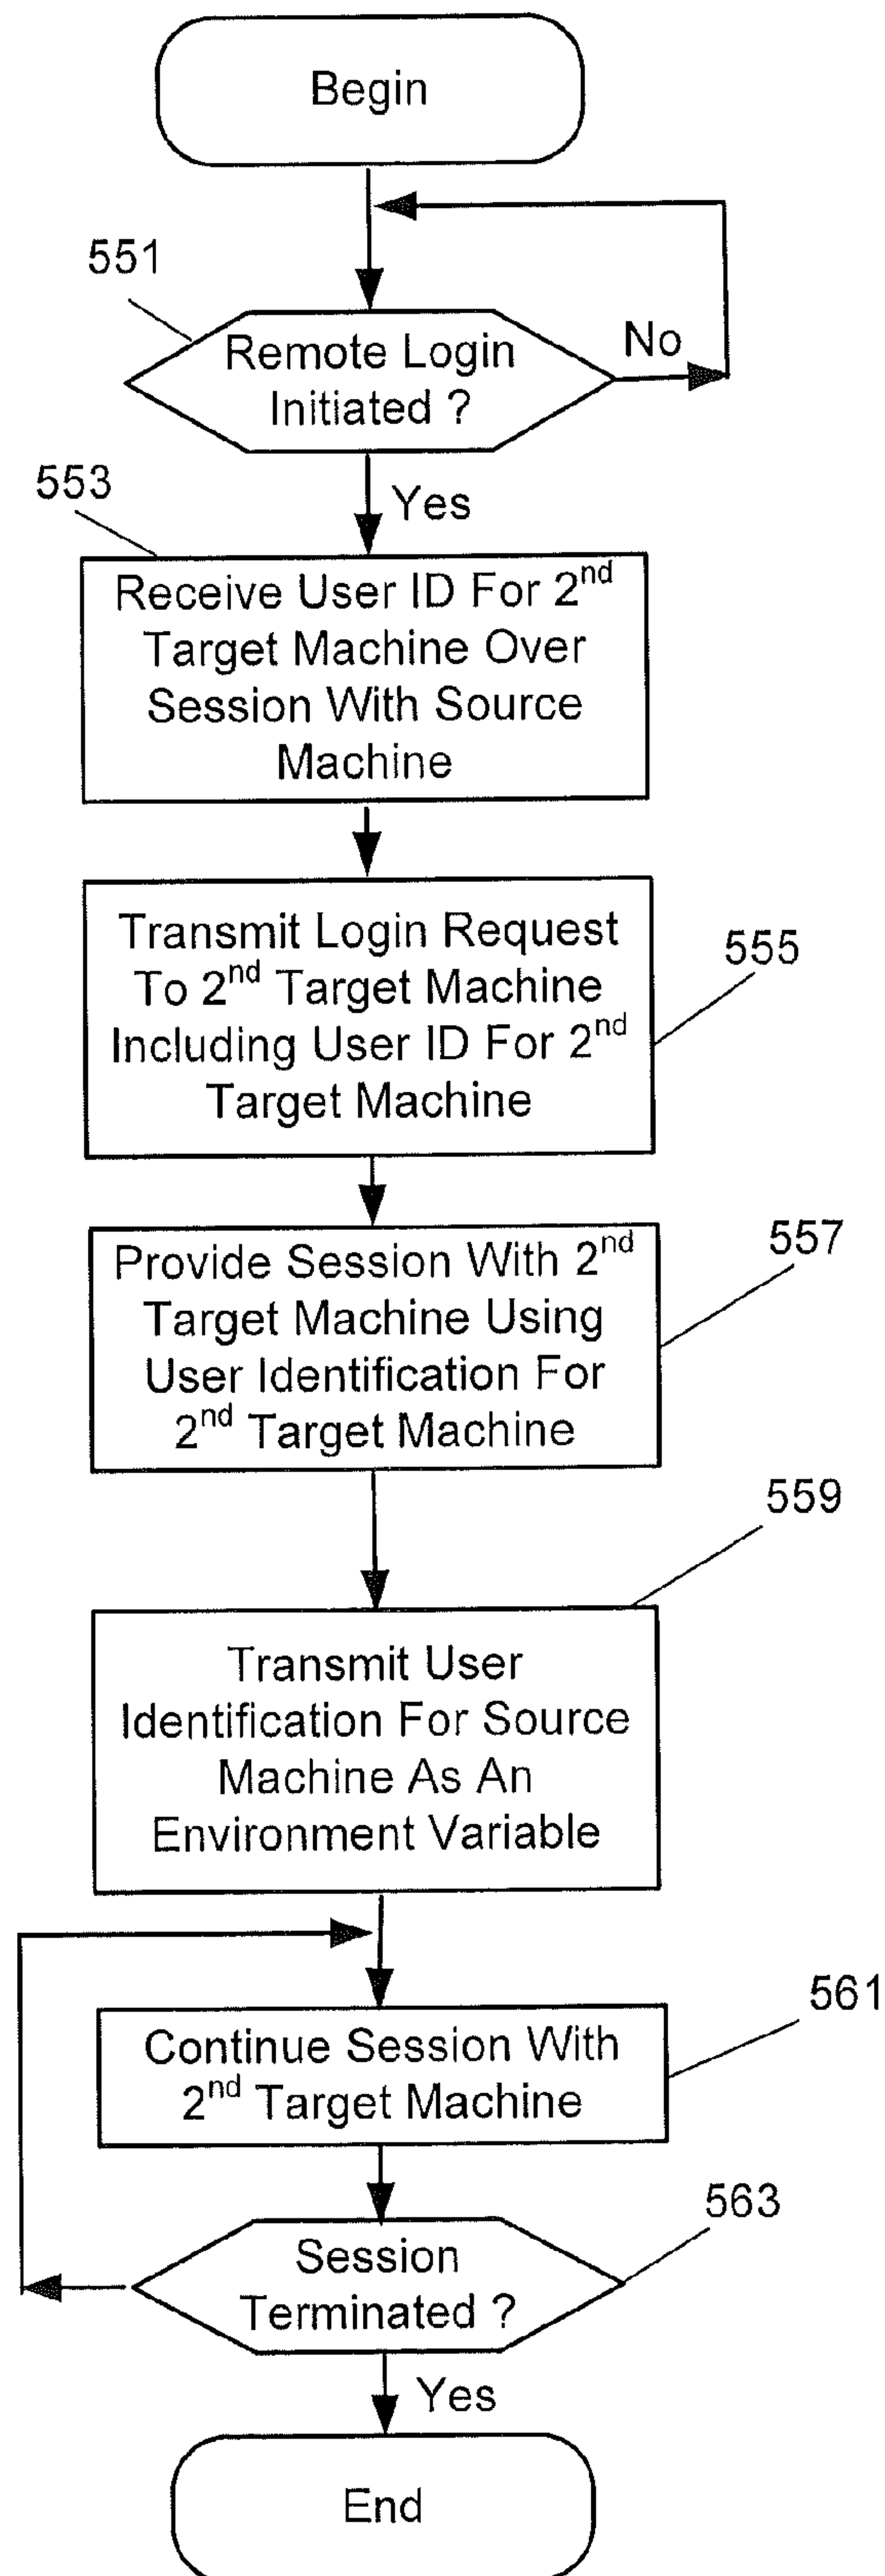 Begin
551
Remote Login
Initiated ?
No
Yes
553
Receive User ID For 2nd
Target Machine Over
Session With Source
Machine
Transmit Login Request
To 2nd Target Machine
Including User ID For 2nd
Target Machine
555
Provide Session With 2nd
Target Machine Using
User Identification For
2nd Target Machine
557
559
Transmit User
Identification For Source
Machine As An
Environment Variable
561
Continue Session With
2nd Target Machine
563
Session
Terminated ?
Yes
End